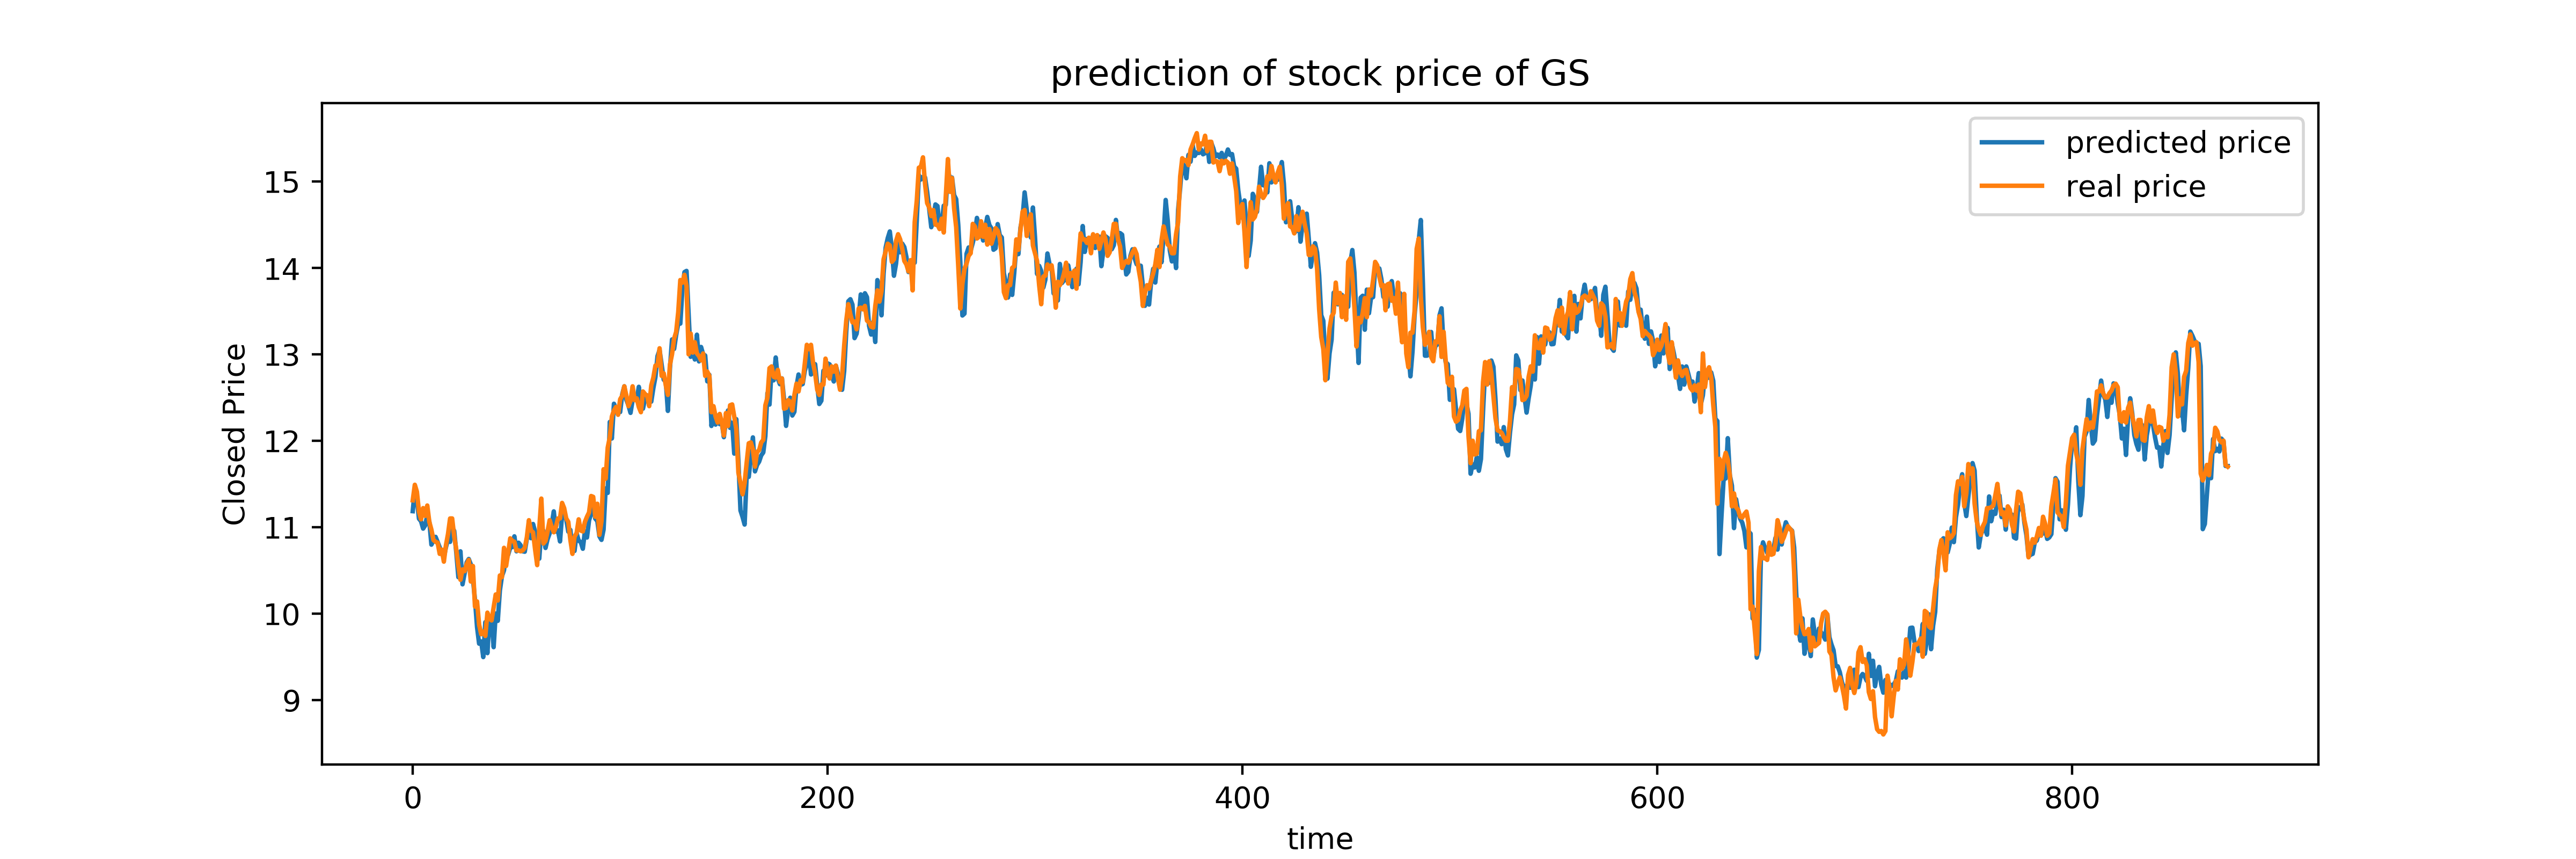 prediction of stock price of GS
predicted price
real price
Closed Price
15
14
13
12
11
10
9
0
200
400
600
800
time